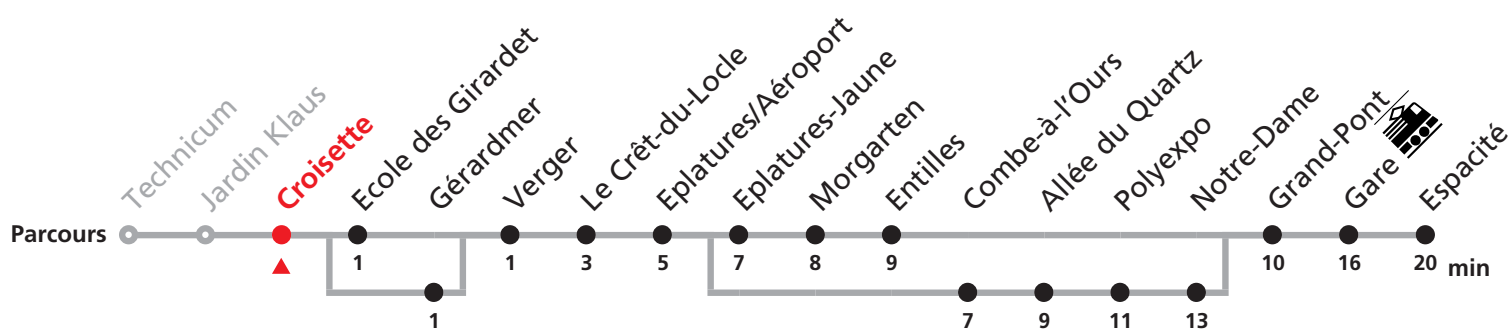 Technicum
Jardin Klaus
Croisette
Ecole des Girardet
Gérardmer
Verger
Le Crêt-du-Locle
Eplatures/Aéroport
Eplatures-Jaune
Morgarten
Entilles
Combe-à-l'Ours
Allée du Quartz
Polyexpo
Notre-Dame
Grand-Pont
Gare
Espacité
Parcours
1 1 3 5 7 8 9 10 16 20 min
1 7 9 11 13